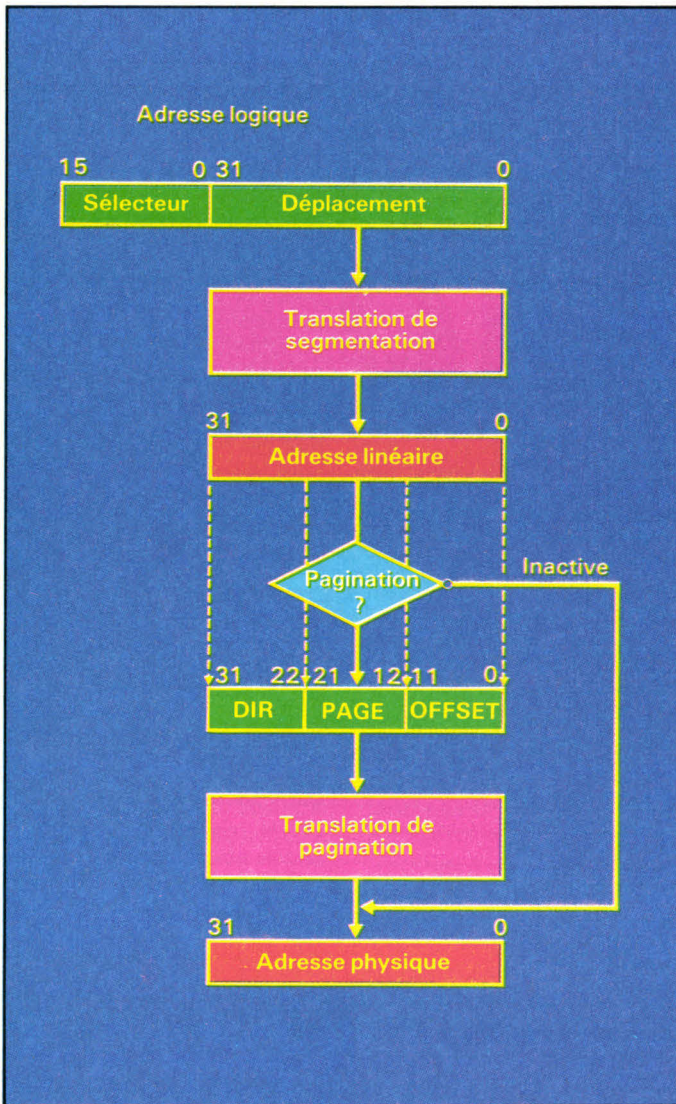 Adresse logique
15 0 31 0
Sélecteur Déplacement
Translation de
segmentation
31 0
Adresse linéaire
Pagination
?
Inactive
31 22 21 12 11 0
DIR PAGE OFFSET
Translation de
pagination
31 0
Adresse physique